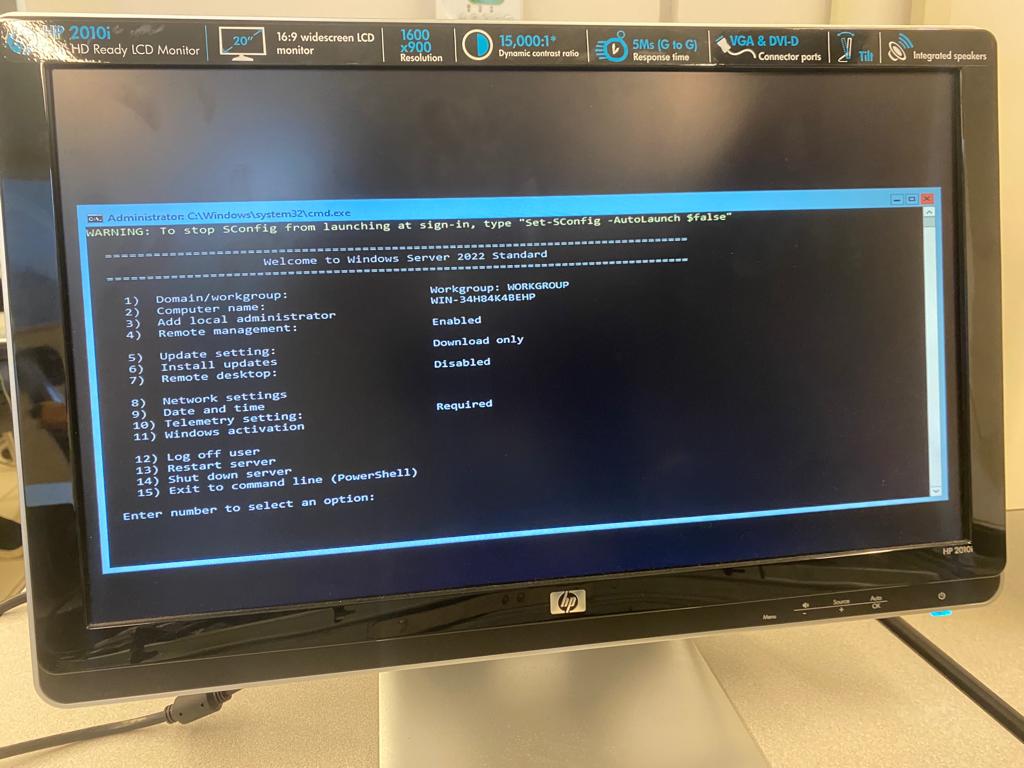 HP 2010i
HD Ready LCD Monitor
20"
16:9 widescreen LCD
monitor
1600
x900
Resolution
15,000:1*
Dynamic contrast ratio
5Ms (G to G)
Response time
VGA & DVI-D
Connector ports
Tilt
Integrated speakers
Administrator: C:\Windows\system32\cmd.exe
WARNING: To stop SConfig from launching at sign-in, type "Set-SConfig -AutoLaunch $false"
Welcome to Windows Server 2022 Standard
1) Domain/workgroup: Workgroup: WORKGROUP
2) Computer name: WIN-34H84K4BEHP
3) Add local administrator
4) Remote management: Enabled
5) Update setting: Download only
6) Install updates
7) Remote desktop: Disabled
8) Network settings
9) Date and time
10) Telemetry setting: Required
11) Windows activation
12) Log off user
13) Restart server
14) Shut down server
15) Exit to command line (PowerShell)
Enter number to select an option:
HP 2010i
hp
Menu
-
Source
+
Auto
OK